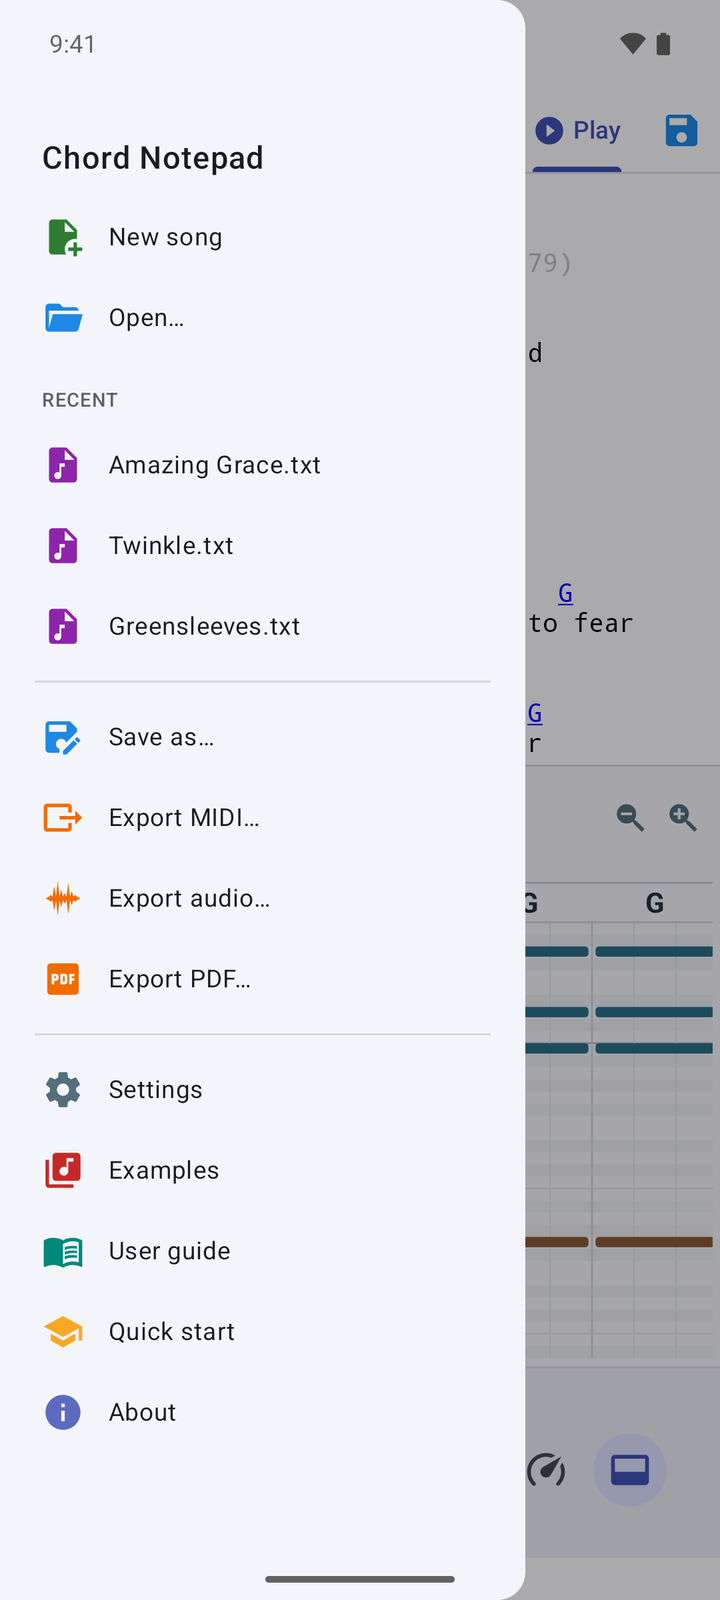 9:41
Chord Notepad
Play
New song
79)
Open…
d
RECENT
Amazing Grace.txt
Twinkle.txt
G
to fear
Greensleeves.txt
G
r
Save as…
Export MIDI…
Export audio…
G
G
Export PDF…
PDF
Settings
Examples
User guide
Quick start
About